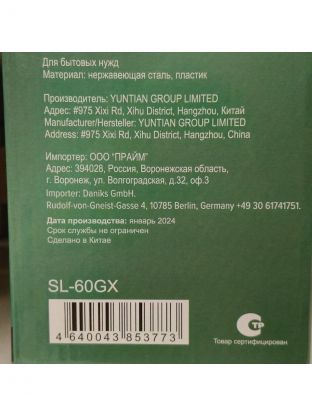 Для бытовых нужд
Материал: нержавеющая сталь, пластик
Производитель: YUNTIAN GROUP LIMITED
Адрес: #975 Xixi Rd, Xihu District, Hangzhou, Китай
Manufacturer/Hersteller: YUNTIAN GROUP LIMITED
Address: #975 Xixi Rd, Xihu District, Hangzhou, China
Импортер: ООО "ПРАЙМ"
Адрес: 394028, Россия, Воронежская область,
г. Воронеж, ул. Волгоградская, д.32, оф.3
Importer: Daniks GmbH.
Rudolf-von-Gneist-Gasse 4, 10785 Berlin, Germany +49 30 61741751.
Дата производства: январь 2024
Срок службы не ограничен
Сделано в Китае
SL-60GX
4 640043 853773
СТР
Товар сертифицирован